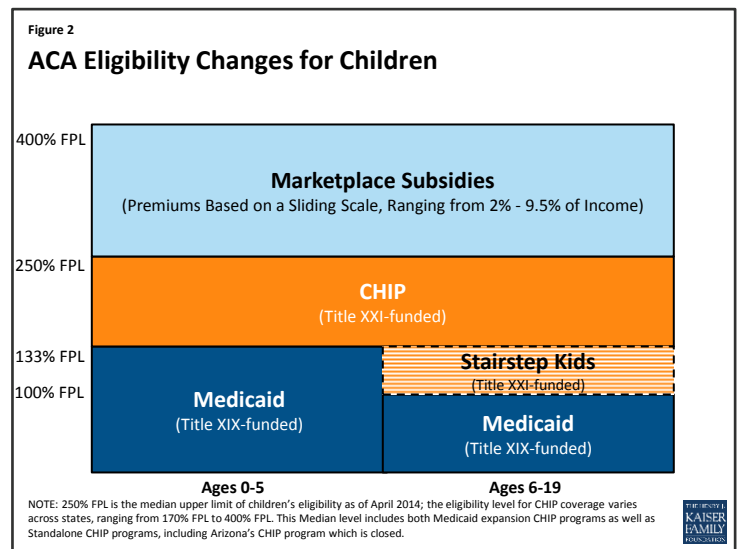 Figure 2
ACA Eligibility Changes for Children
400% FPL
Marketplace Subsidies
(Premiums Based on a Sliding Scale, Ranging from 2% - 9.5% of Income)
250% FPL
CHIP
(Title XXI-funded)
133% FPL
Stairstep Kids
(Title XXI-funded)
100% FPL
Medicaid
(Title XIX-funded)
Medicaid
(Title XIX-funded)
Ages 0-5
Ages 6-19
NOTE: 250% FPL is the median upper limit of children's eligibility as of April 2014; the eligibility level for CHIP coverage varies
across states, ranging from 170% FPL to 400% FPL. This Median level includes both Medicaid expansion CHIP programs as well as
Standalone CHIP programs, including Arizona's CHIP program which is closed.
THE HENRY J.
KAISER
FAMILY
FOUNDATION